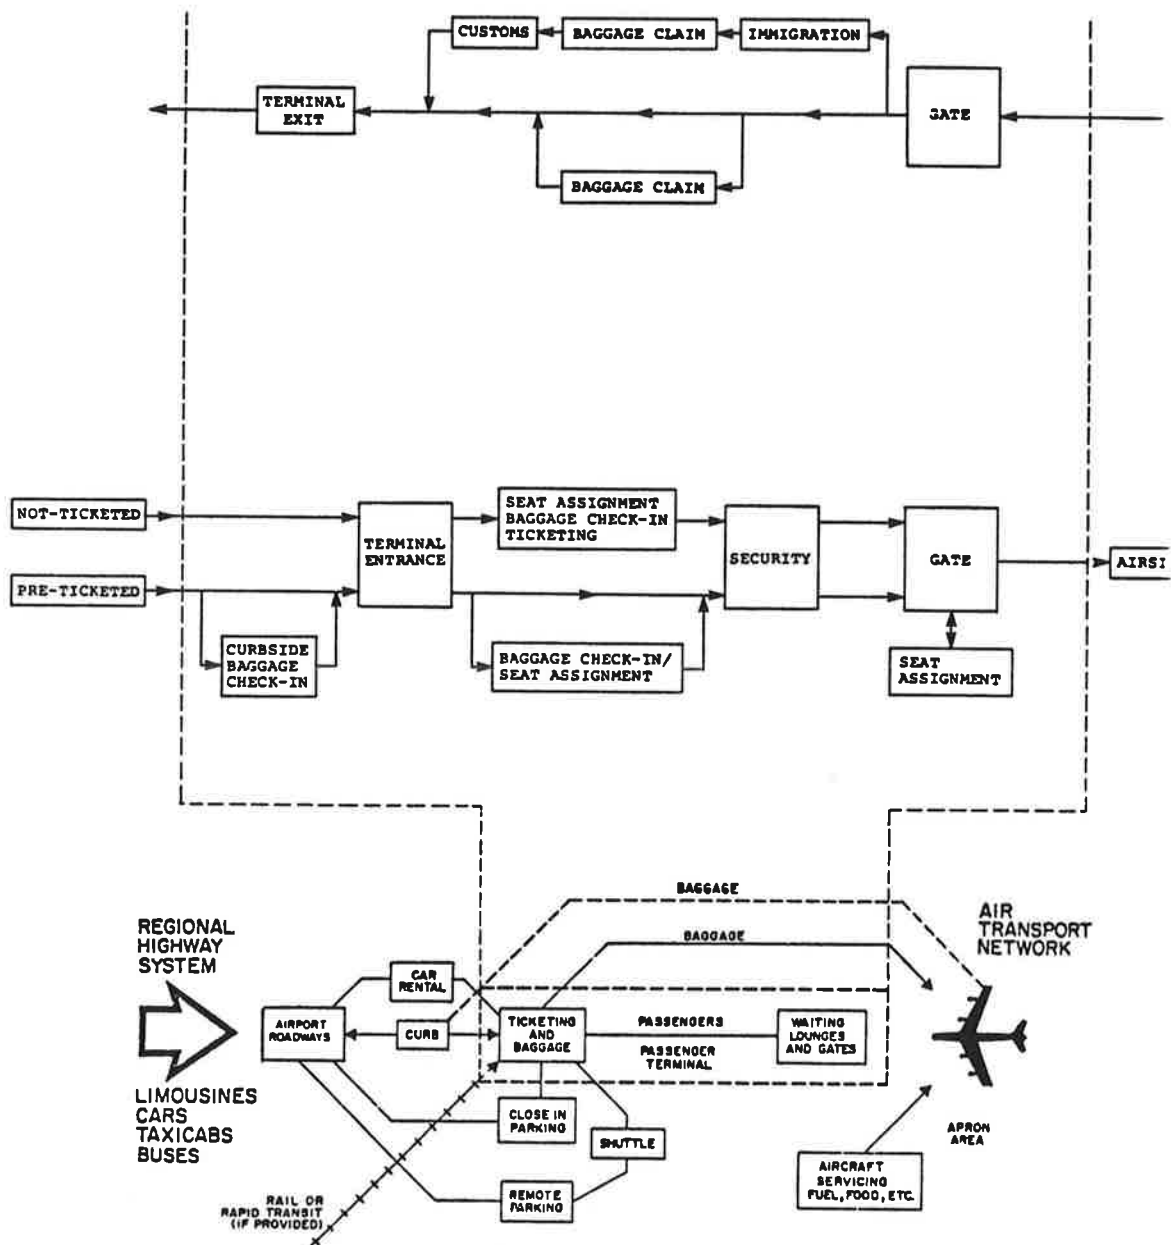 CUSTOMS
BAGGAGE CLAIM
IMMIGRATION
TERMINAL
EXIT
GATE
BAGGAGE CLAIM
NOT-TICKETED
SEAT ASSIGNMENT
BAGGAGE CHECK-IN
TICKETING
TERMINAL
ENTRANCE
SECURITY
GATE
AIRSI
PRE-TICKETED
CURBSIDE
BAGGAGE
CHECK-IN
BAGGAGE CHECK-IN/
SEAT ASSIGNMENT
SEAT
ASSIGNMENT
BAGGAGE
REGIONAL
HIGHWAY
SYSTEM
BAGGAGE
AIR
TRANSPORT
NETWORK
CAR
RENTAL
AIRPORT
ROADWAYS
CURB
TICKETING
AND
BAGGAGE
PASSENGERS
PASSENGER
TERMINAL
WAITING
LOUNGES
AND GATES
LIMOUSINES
CARS
TAXICABS
BUSES
CLOSE IN
PARKING
SHUTTLE
APRON
AREA
AIRCRAFT
SERVICING
FUEL, FOOD, ETC.
REMOTE
PARKING
RAIL OR
RAPID TRANSIT
(IF PROVIDED)